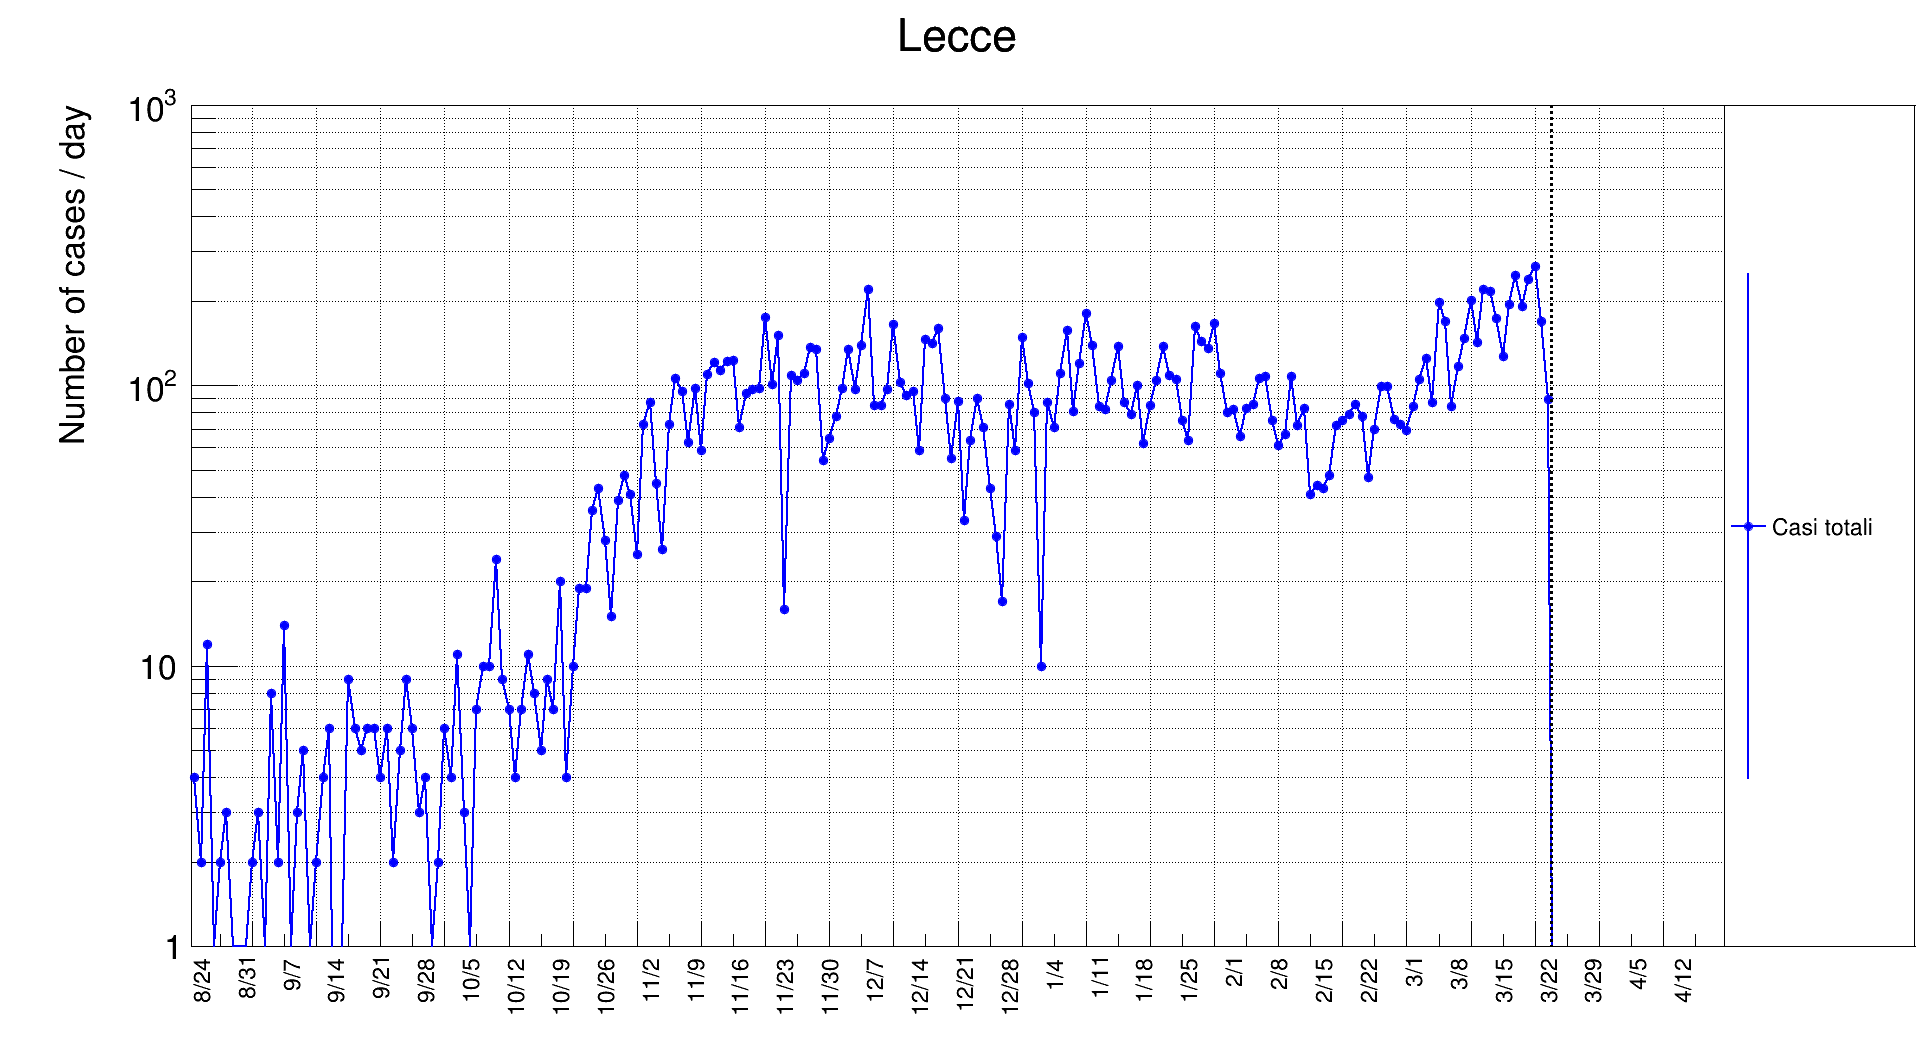 Lecce
Number of cases / day
10³
10²
10
1
8/24 8/31 9/7 9/14 9/21 9/28 10/5 10/12 10/19 10/26 11/2 11/9 11/16 11/23 11/30 12/7 12/14 12/21 12/28 1/4 1/11 1/18 1/25 2/1 2/8 2/15 2/22 3/1 3/8 3/15 3/22 3/29 4/5 4/12
Casi totali